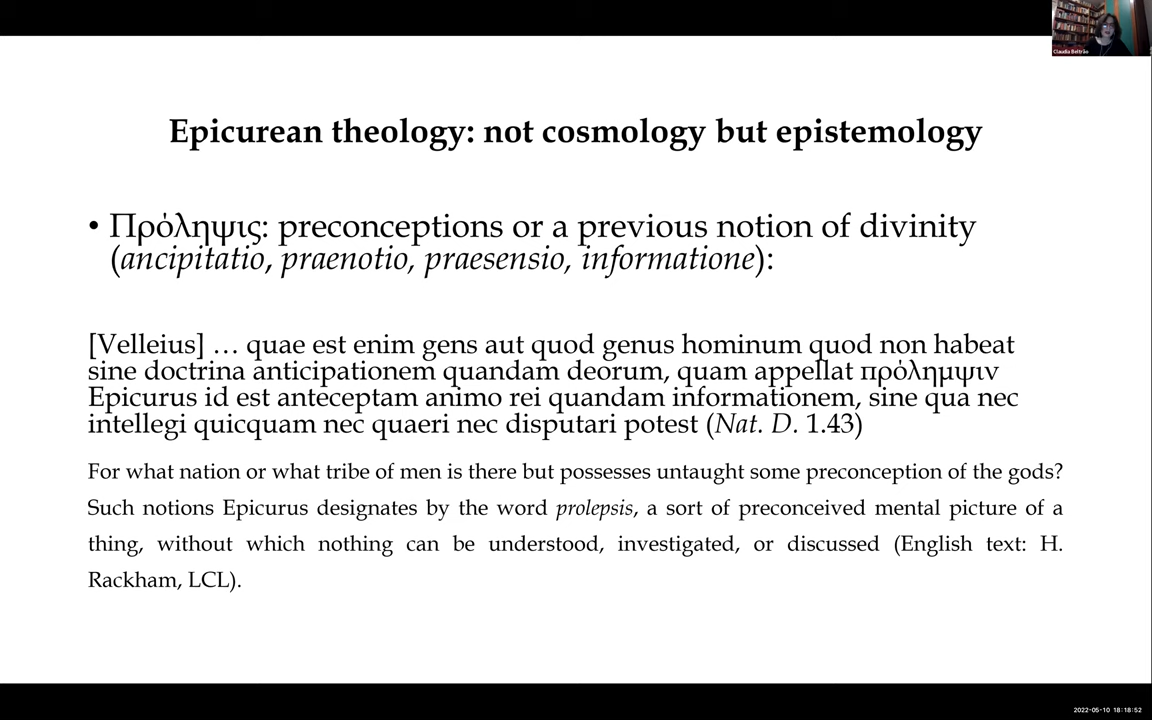 Claudia Beltrão
Epicurean theology: not cosmology but epistemology
• Πρόληψις: preconceptions or a previous notion of divinity
(ancipitatio, praenotio, praesensio, informatione):
[Velleius] … quae est enim gens aut quod genus hominum quod non habeat
sine doctrina anticipationem quandam deorum, quam appellat πρόλημψιν
Epicurus id est anteceptam animo rei quandam informationem, sine qua nec
intellegi quicquam nec quaeri nec disputari potest (Nat. D. 1.43)
For what nation or what tribe of men is there but possesses untaught some preconception of the gods?
Such notions Epicurus designates by the word prolepsis, a sort of preconceived mental picture of a
thing, without which nothing can be understood, investigated, or discussed (English text: H.
Rackham, LCL).
2022-05-10 18:18:52